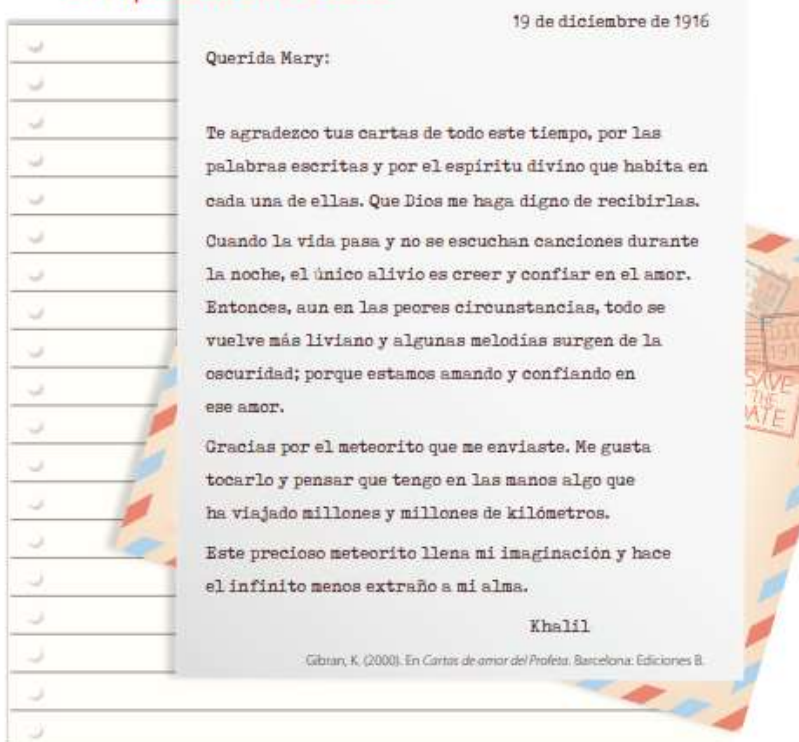 19 de diciembre de 1916
Querida Mary:
Te agradezco tus cartas de todo este tiempo, por las
palabras escritas y por el espíritu divino que habita en
cada una de ellas. Que Dios me haga digno de recibirlas.
Cuando la vida pasa y no se escuchan canciones durante
la noche, el único alivio es creer y confiar en el amor.
Entonces, aun en las peores circunstancias, todo se
vuelve más liviano y algunas melodías surgen de la
oscuridad; porque estamos amando y confiando en
ese amor.
Gracias por el meteorito que me enviaste. Me gusta
tocarlo y pensar que tengo en las manos algo que
ha viajado millones y millones de kilómetros.
Este precioso meteorito llena mi imaginación y hace
el infinito menos extraño a mi alma.
Khalil
Gibran, K. (2000). En Cartas de amor del Profeta. Barcelona: Ediciones B.
SAVE
THE
DATE